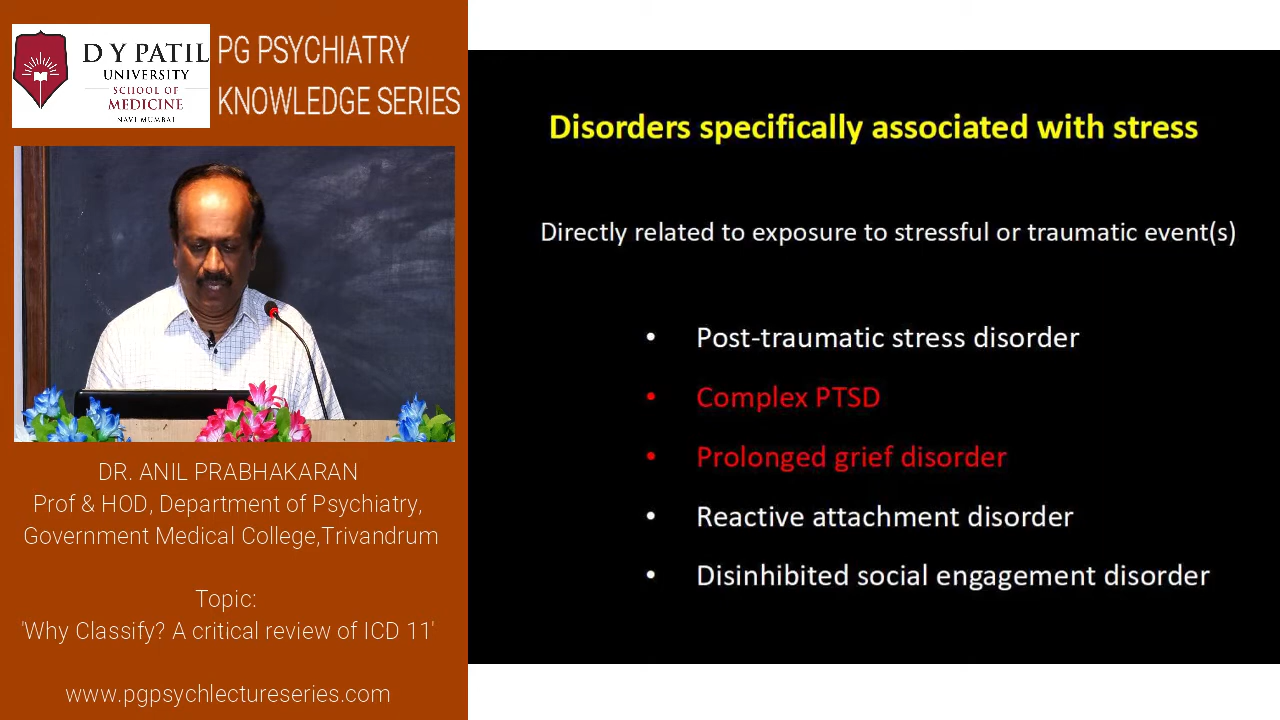 D Y PATIL
UNIVERSITY
SCHOOL OF
MEDICINE
NAVI MUMBAI
PG PSYCHIATRY
KNOWLEDGE SERIES
DR. ANIL PRABHAKARAN
Prof & HOD, Department of Psychiatry,
Government Medical College,Trivandrum
Topic:
'Why Classify? A critical review of ICD 11'
www.pgpsychlectureseries.com
Disorders specifically associated with stress
Directly related to exposure to stressful or traumatic event(s)
• Post-traumatic stress disorder
• Complex PTSD
• Prolonged grief disorder
• Reactive attachment disorder
• Disinhibited social engagement disorder